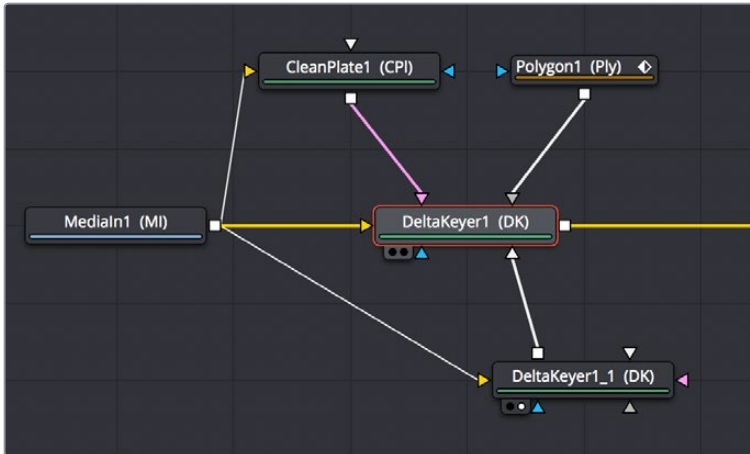 CleanPlate1 (CPl)
Polygon1 (Ply)
MediaIn1 (MI)
DeltaKeyer1 (DK)
DeltaKeyer1_1 (DK)